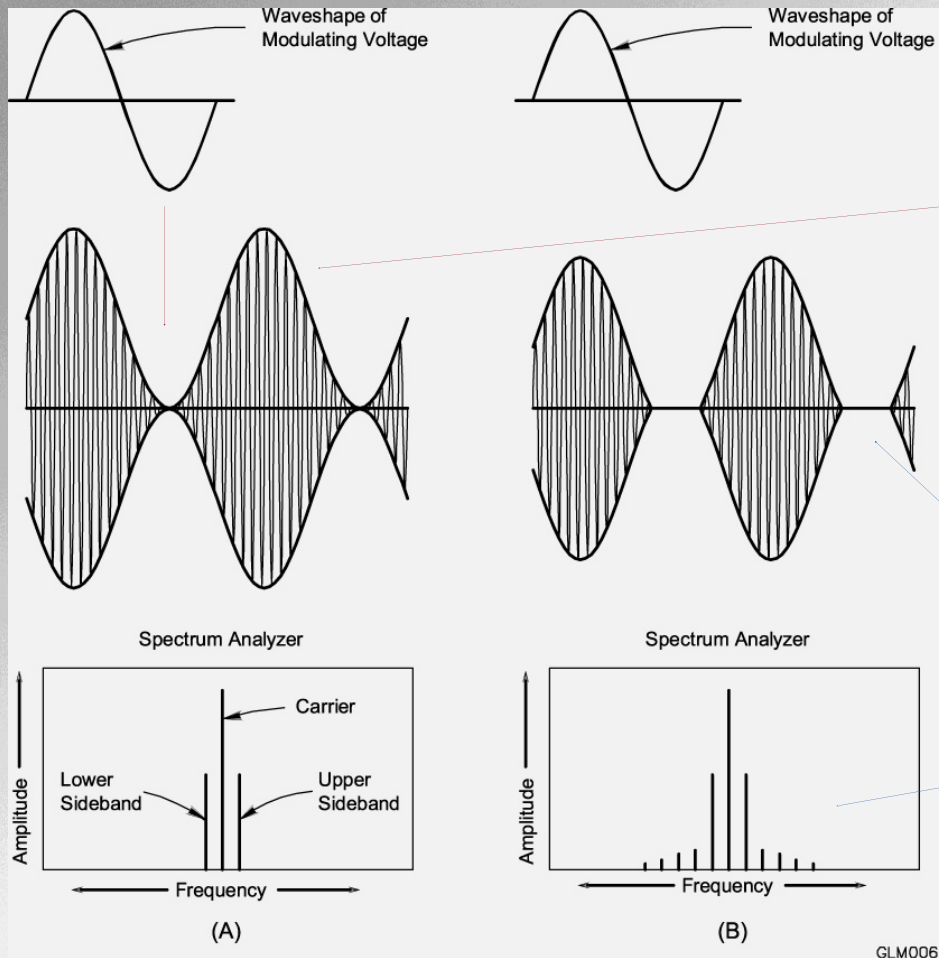 Waveshape of
Modulating Voltage
Waveshape of
Modulating Voltage
Spectrum Analyzer
Amplitude
Carrier
Lower
Sideband
Upper
Sideband
Frequency
(A)
Spectrum Analyzer
Amplitude
Frequency
(B)
GLM006